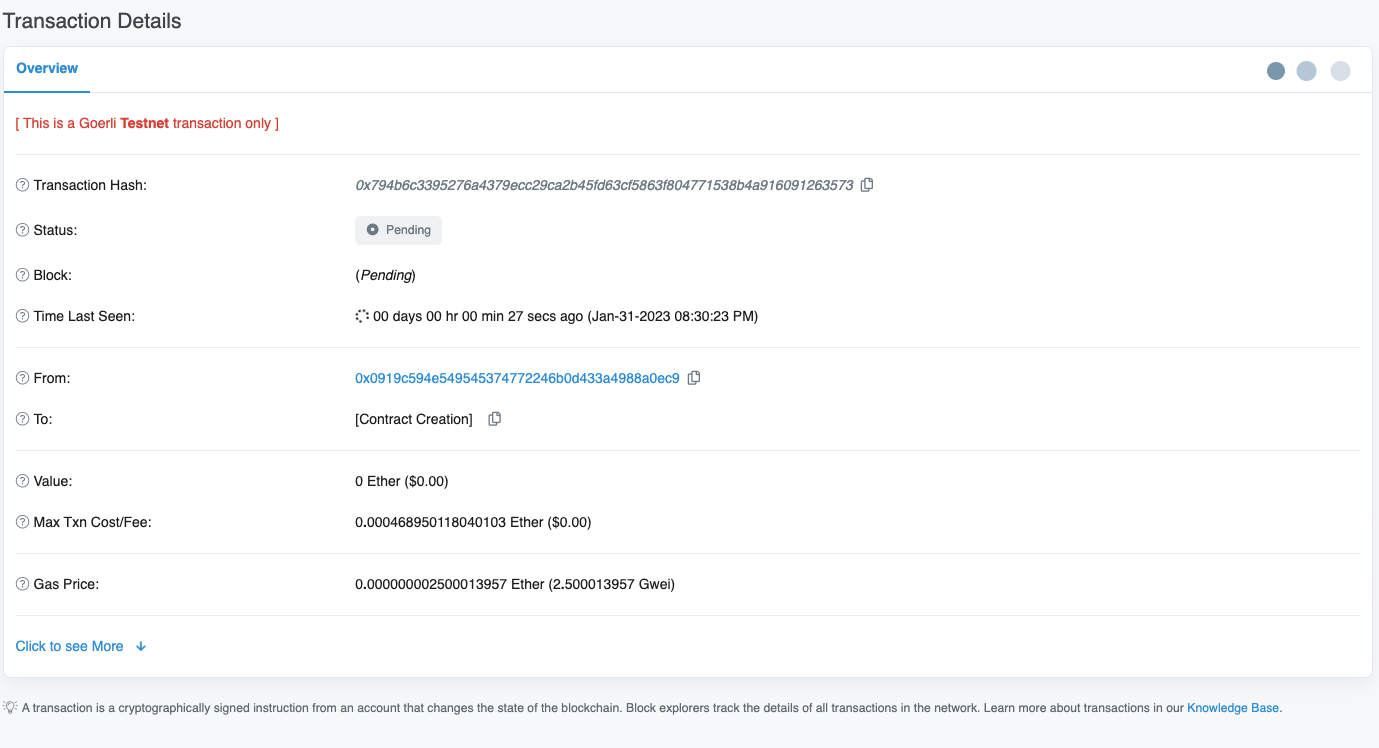 Transaction Details
Overview
[ This is a Goerli Testnet transaction only ]
Transaction Hash: 0x794b6c3395276a4379ecc29ca2b45fd63cf5863f804771538b4a916091263573
Status: Pending
Block: (Pending)
Time Last Seen: 00 days 00 hr 00 min 27 secs ago (Jan-31-2023 08:30:23 PM)
From: 0x0919c594e549545374772246b0d433a4988a0ec9
To: [Contract Creation]
Value: 0 Ether ($0.00)
Max Txn Cost/Fee: 0.000468950118040103 Ether ($0.00)
Gas Price: 0.000000002500013957 Ether (2.500013957 Gwei)
Click to see More
A transaction is a cryptographically signed instruction from an account that changes the state of the blockchain. Block explorers track the details of all transactions in the network. Learn more about transactions in our Knowledge Base.